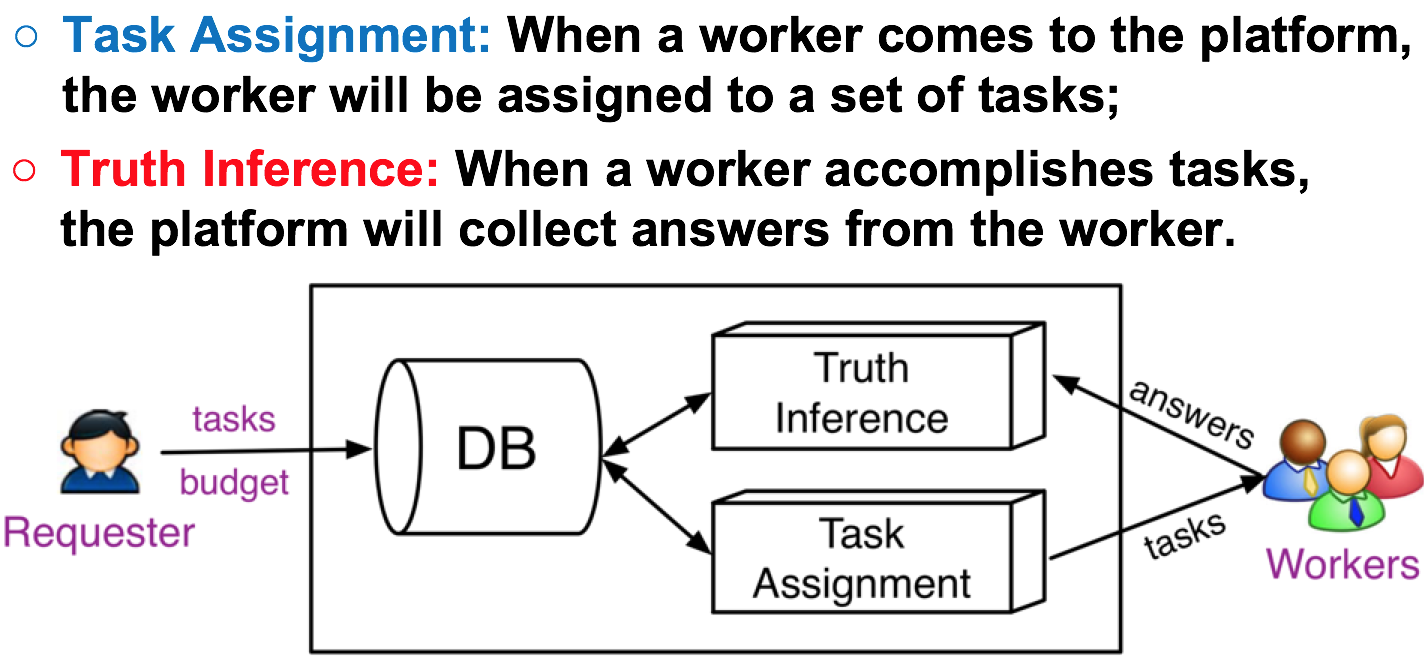 ○ Task Assignment: When a worker comes to the platform,
the worker will be assigned to a set of tasks;
○ Truth Inference: When a worker accomplishes tasks,
the platform will collect answers from the worker.
Requester
tasks
budget
DB
Truth
Inference
Task
Assignment
answers
tasks
Workers